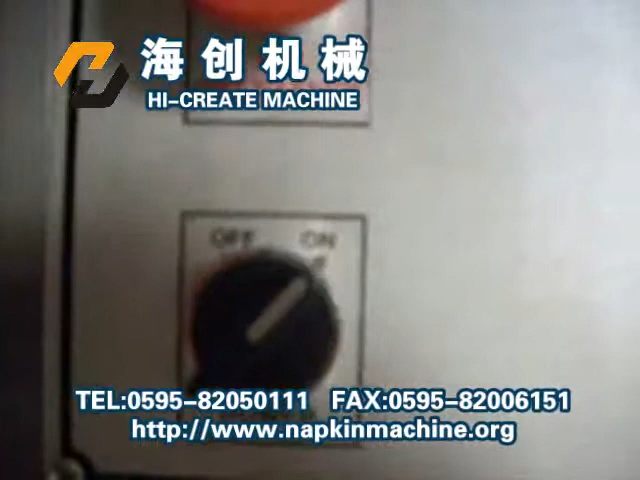 海创机械
HI-CREATE MACHINE
OFF ON
TEL:0595-82050111 FAX:0595-82006151
http://www.napkinmachine.org